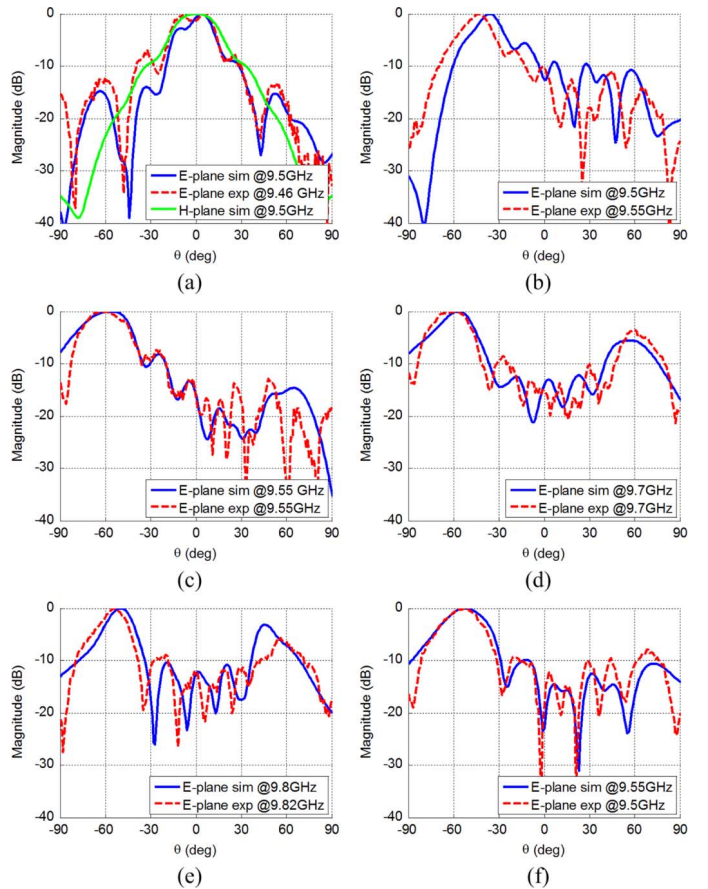 0
-10
-20
-30
-40
Magnitude (dB)
E-plane sim @9.5GHz
E-plane exp @9.46 GHz
H-plane sim @9.5GHz
-90 -60 -30 0 30 60 90
θ (deg)
(a)
0
-10
-20
-30
-40
Magnitude (dB)
E-plane sim @9.5GHz
E-plane exp @9.55GHz
-90 -60 -30 0 30 60 90
θ (deg)
(b)
0
-10
-20
-30
-40
Magnitude (dB)
E-plane sim @9.55 GHz
E-plane exp @9.55GHz
-90 -60 -30 0 30 60 90
θ (deg)
(c)
0
-10
-20
-30
-40
Magnitude (dB)
E-plane sim @9.7GHz
E-plane exp @9.7GHz
-90 -60 -30 0 30 60 90
θ (deg)
(d)
0
-10
-20
-30
-40
Magnitude (dB)
E-plane sim @9.8GHz
E-plane exp @9.82GHz
-90 -60 -30 0 30 60 90
θ (deg)
(e)
0
-10
-20
-30
-40
Magnitude (dB)
E-plane sim @9.55GHz
E-plane exp @9.5GHz
-90 -60 -30 0 30 60 90
θ (deg)
(f)